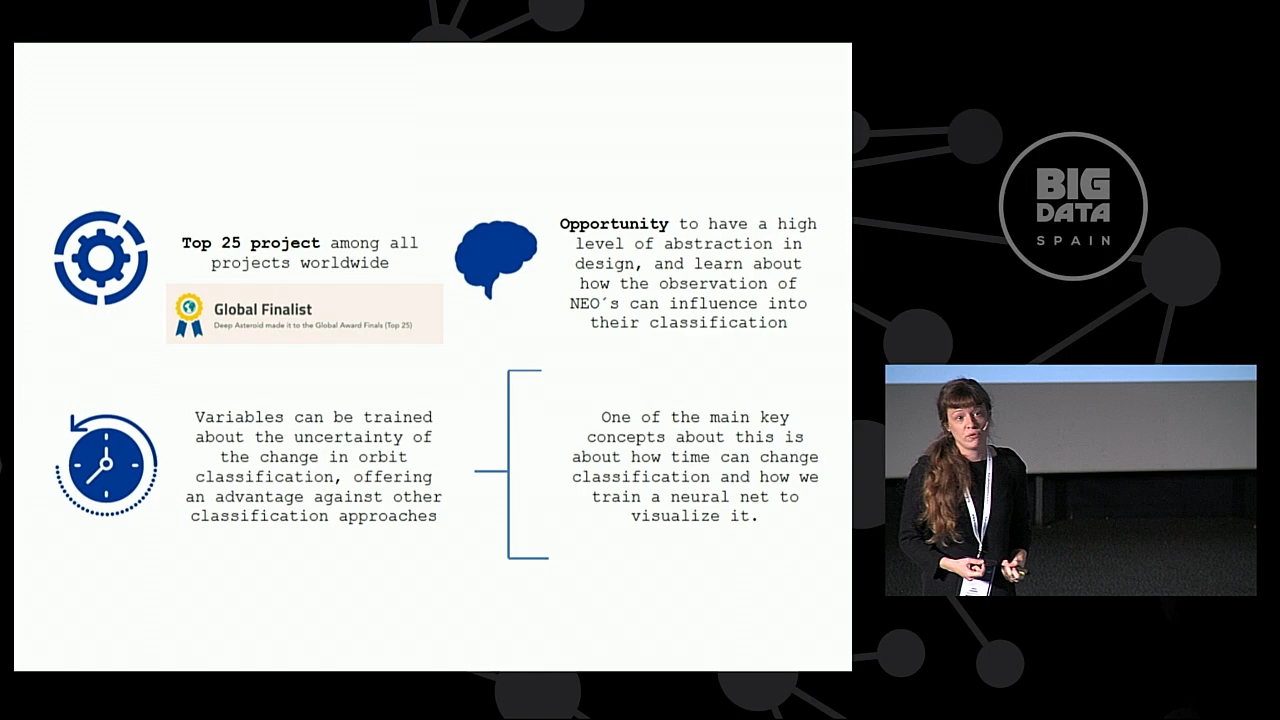 Top 25 project among all
projects worldwide
Global Finalist
Deep Asteroid made it to the Global Award Finals (Top 25)
Opportunity to have a high
level of abstraction in
design, and learn about
how the observation of
NEO´s can influence into
their classification
Variables can be trained
about the uncertainty of
the change in orbit
classification, offering
an advantage against other
classification approaches
One of the main key
concepts about this is
about how time can change
classification and how we
train a neural net to
visualize it.
BIG
DATA
SPAIN